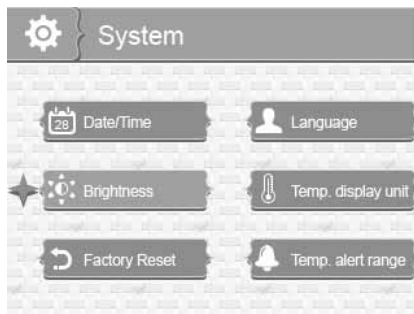 System
28 Date/Time
Language
Brightness
Temp. display unit
Factory Reset
Temp. alert range